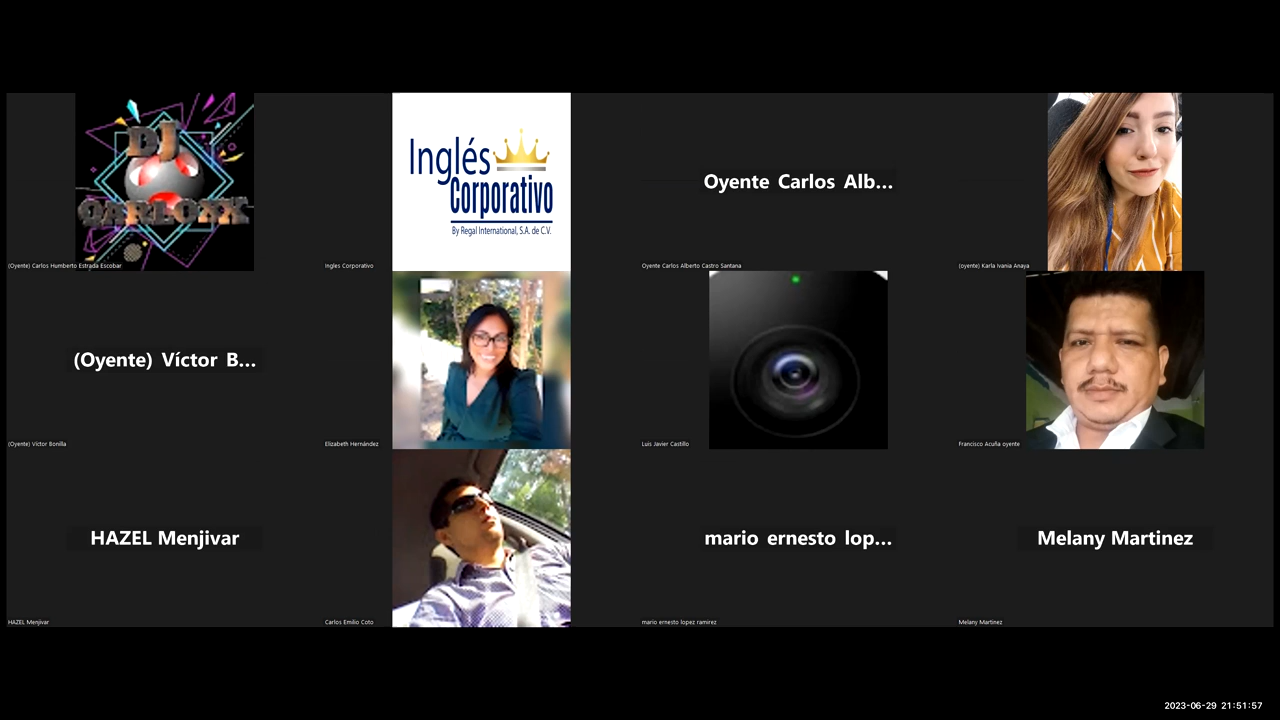 DJ
QARLOXX
Inglés
Corporativo
By Regal International, S.A. de C.V.
Oyente Carlos Alb...
(Oyente) Carlos Humberto Estrada Escobar
Ingles Corporativo
Oyente Carlos Alberto Castro Santana
(oyente) Karla Ivania Anaya
(Oyente) Víctor B...
(Oyente) Víctor Bonilla
Elizabeth Hernández
Luis Javier Castillo
Francisco Acuña oyente
HAZEL Menjivar
mario ernesto lop...
Melany Martinez
HAZEL Menjivar
Carlos Emilio Coto
mario ernesto lopez ramirez
Melany Martinez
2023-06-29 21:51:57